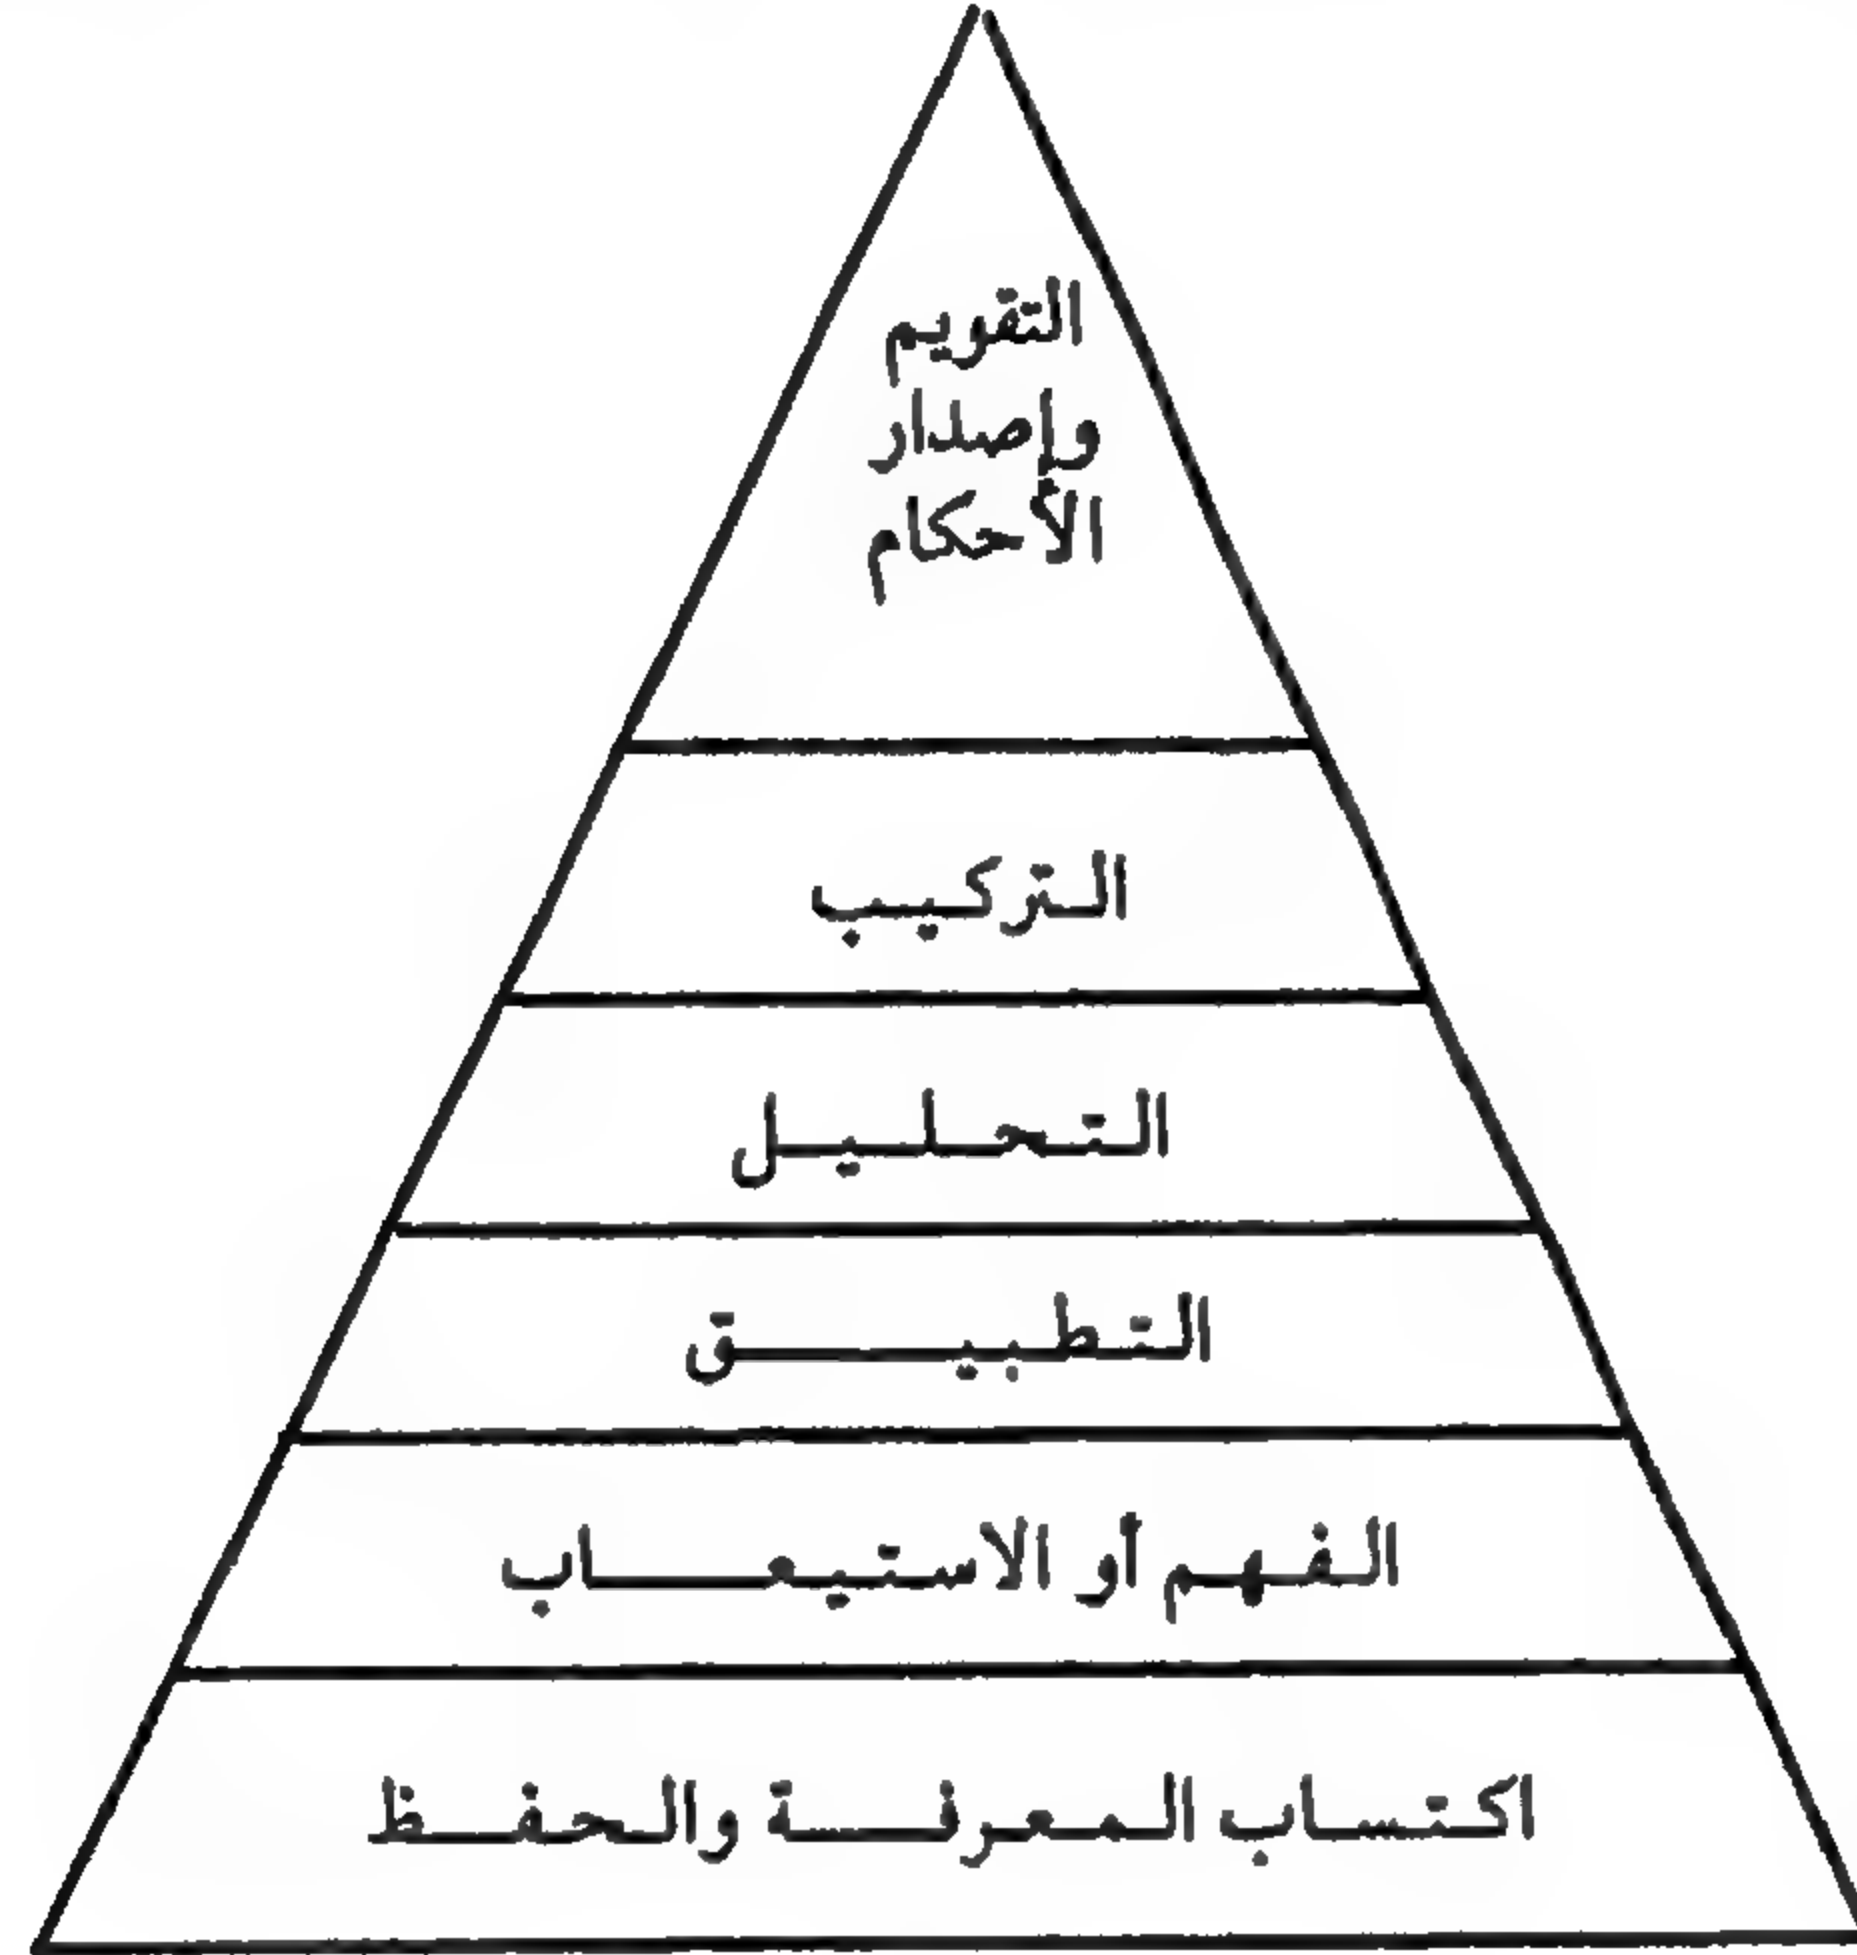 التقويم
وإصدار
الأحكام
التركيب
التحليل
التطبيق
الفهم أو الاستيعاب
اكتساب المعرفة والحفظ